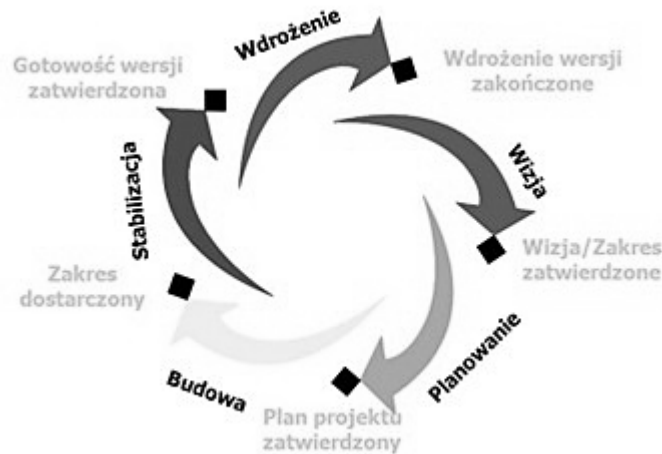 Wdrożenie
Wdrożenie wersji
zakończone
Gotowość wersji
zatwierdzona
Wizja
Stabilizacja
Wizja/Zakres
zatwierdzone
Zakres
dostarczony
Planowanie
Budowa
Plan projektu
zatwierdzony